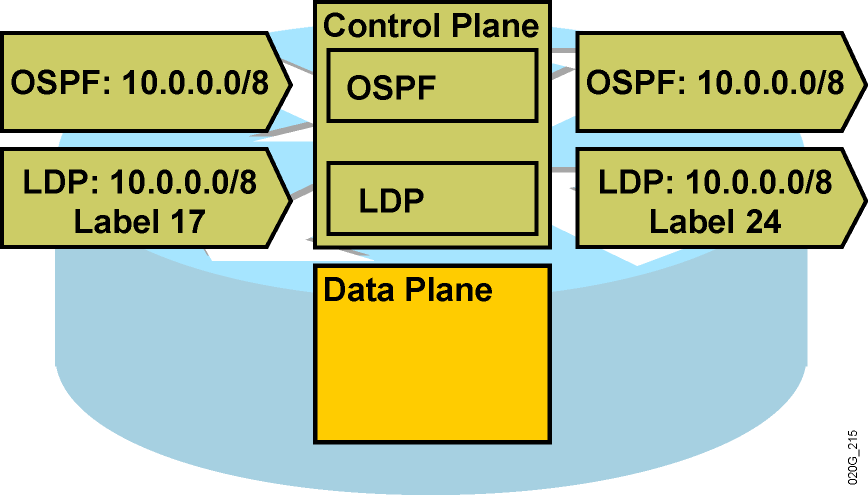 Control Plane
OSPF: 10.0.0.0/8
OSPF
OSPF: 10.0.0.0/8
LDP: 10.0.0.0/8
Label 17
LDP
LDP: 10.0.0.0/8
Label 24
Data Plane
020G_215